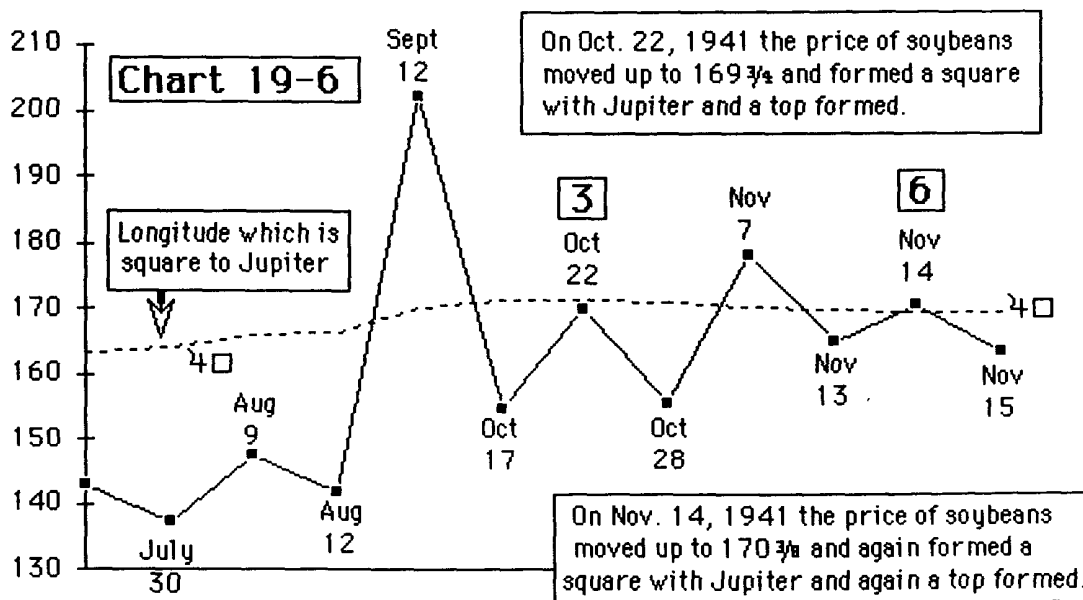 210
200
190
180
170
160
150
140
130
Chart 19-6
Sept
12
On Oct. 22, 1941 the price of soybeans
moved up to 169 3/4 and formed a square
with Jupiter and a top formed.
Longitude which is
square to Jupiter
♃□
July
30
Aug
9
Aug
12
Oct
17
3
Oct
22
Oct
28
Nov
7
Nov
13
6
Nov
14
Nov
15
♃□
On Nov. 14, 1941 the price of soybeans
moved up to 170 3/8 and again formed a
square with Jupiter and again a top formed.